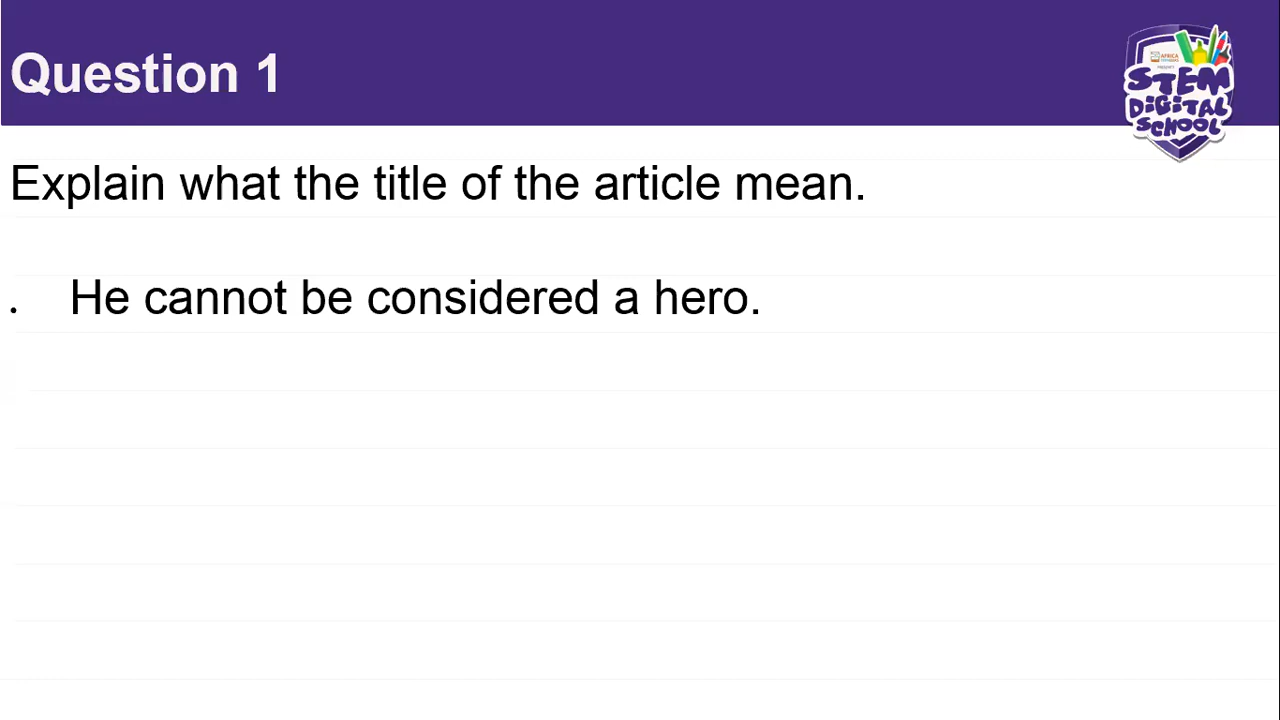 Question 1
STEM
DIGITAL
SCHOOL
Explain what the title of the article mean.
. He cannot be considered a hero.